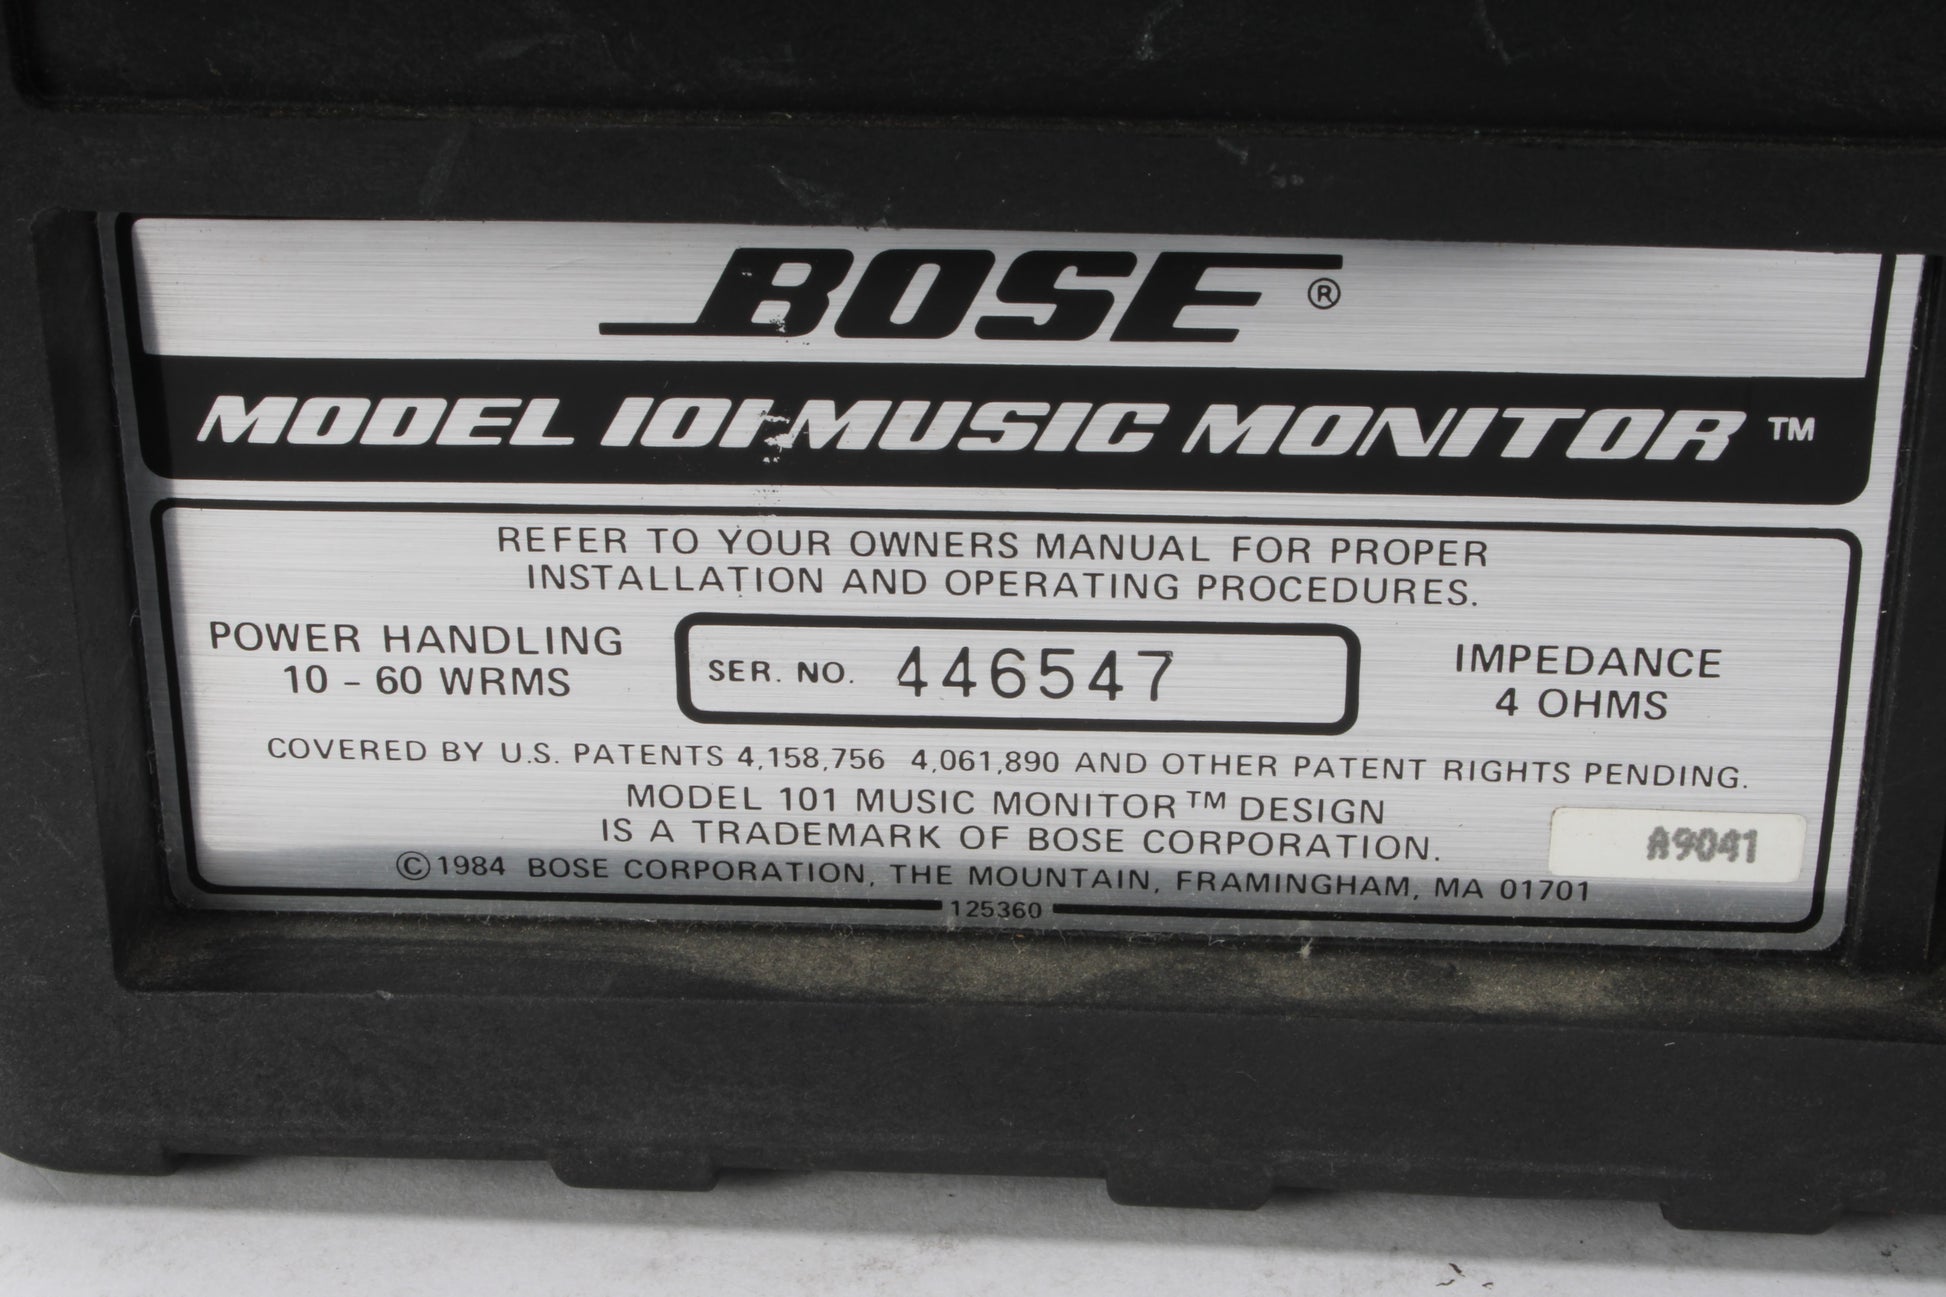 BOSE®
MODEL 101 MUSIC MONITOR™
REFER TO YOUR OWNERS MANUAL FOR PROPER
INSTALLATION AND OPERATING PROCEDURES.
POWER HANDLING
10 - 60 WRMS
SER. NO. 446547
IMPEDANCE
4 OHMS
COVERED BY U.S. PATENTS 4,158,756 4,061,890 AND OTHER PATENT RIGHTS PENDING.
MODEL 101 MUSIC MONITOR™ DESIGN
IS A TRADEMARK OF BOSE CORPORATION.
A9041
©1984 BOSE CORPORATION, THE MOUNTAIN, FRAMINGHAM, MA 01701
125360